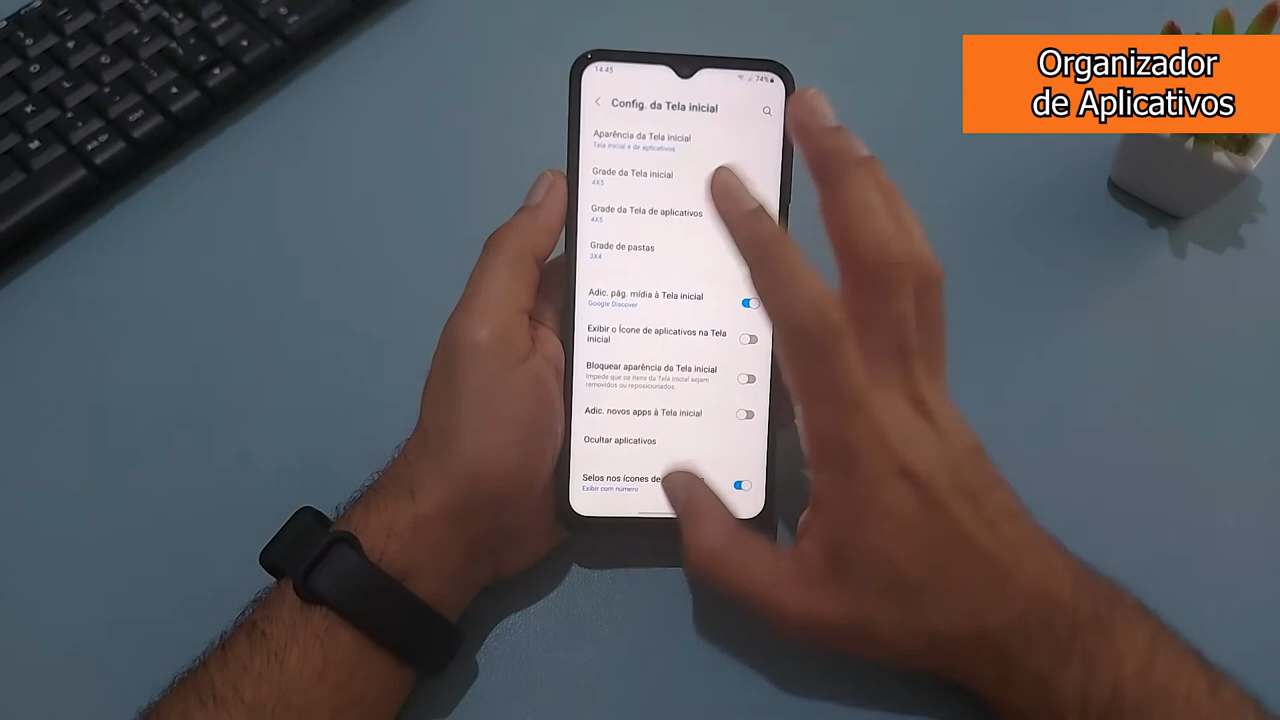 Organizador
de Aplicativos
14:45
74%
Config. da Tela inicial
Aparência da Tela inicial
Tela inicial e de aplicativos
Grade da Tela inicial
4X5
Grade da Tela de aplicativos
4X5
Grade de pastas
3X4
Adic. pág. mídia à Tela inicial
Google Discover
Exibir o ícone de aplicativos na Tela
inicial
Bloquear aparência da Tela inicial
Impede que os itens da Tela inicial sejam
removidos ou reposicionados.
Adic. novos apps à Tela inicial
Ocultar aplicativos
Selos nos ícones de
Exibir com número